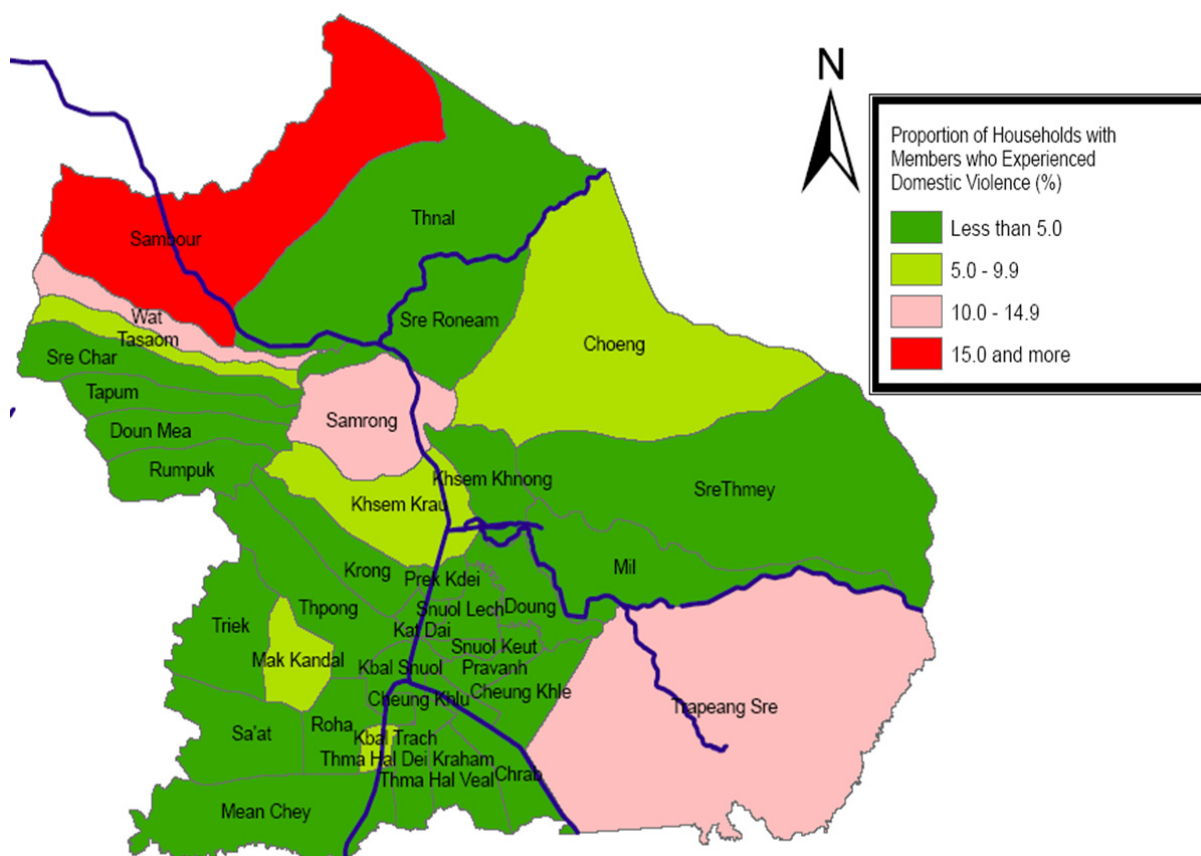 N
Proportion of Households with
Members who Experienced
Domestic Violence (%)
Less than 5.0
5.0 - 9.9
10.0 - 14.9
15.0 and more
Thnal
Sambour
Wat
Tasaom
Sre Roneam
Choeng
Sre Char
Tapum
Samrong
Doun Mea
Rumpuk
Khsem Khnong
SreThmey
Khsem Krau
Mil
Krong
Prek Kdei
Thpong
Snuol Lech
Doung
Triek
Kat Dai
Snuol Keut
Mak Kandal
Kbal Snuol
Pravanh
Cheung Khlu
Cheung Khle
Trapeang Sre
Sa'at
Roha
Kbal Trach
Thma Hal Dei Kraham
Thma Hal Veal
Chrab
Mean Chey